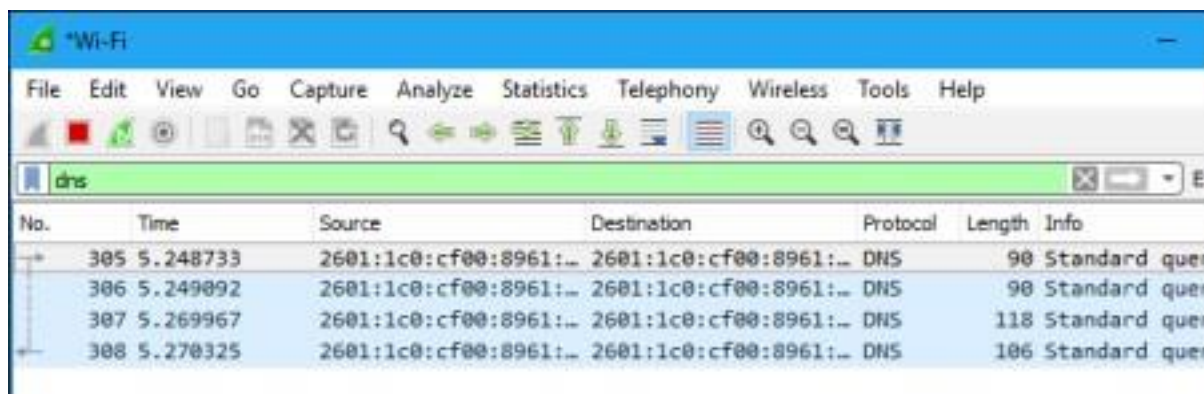 *Wi-Fi
File Edit View Go Capture Analyze Statistics Telephony Wireless Tools Help
dns
No. Time Source Destination Protocol Length Info
305 5.248733 2601:1c0:cf00:8961:… 2601:1c0:cf00:8961:… DNS 90 Standard que
306 5.249092 2601:1c0:cf00:8961:… 2601:1c0:cf00:8961:… DNS 90 Standard que
307 5.269967 2601:1c0:cf00:8961:… 2601:1c0:cf00:8961:… DNS 118 Standard que
308 5.270325 2601:1c0:cf00:8961:… 2601:1c0:cf00:8961:… DNS 106 Standard que